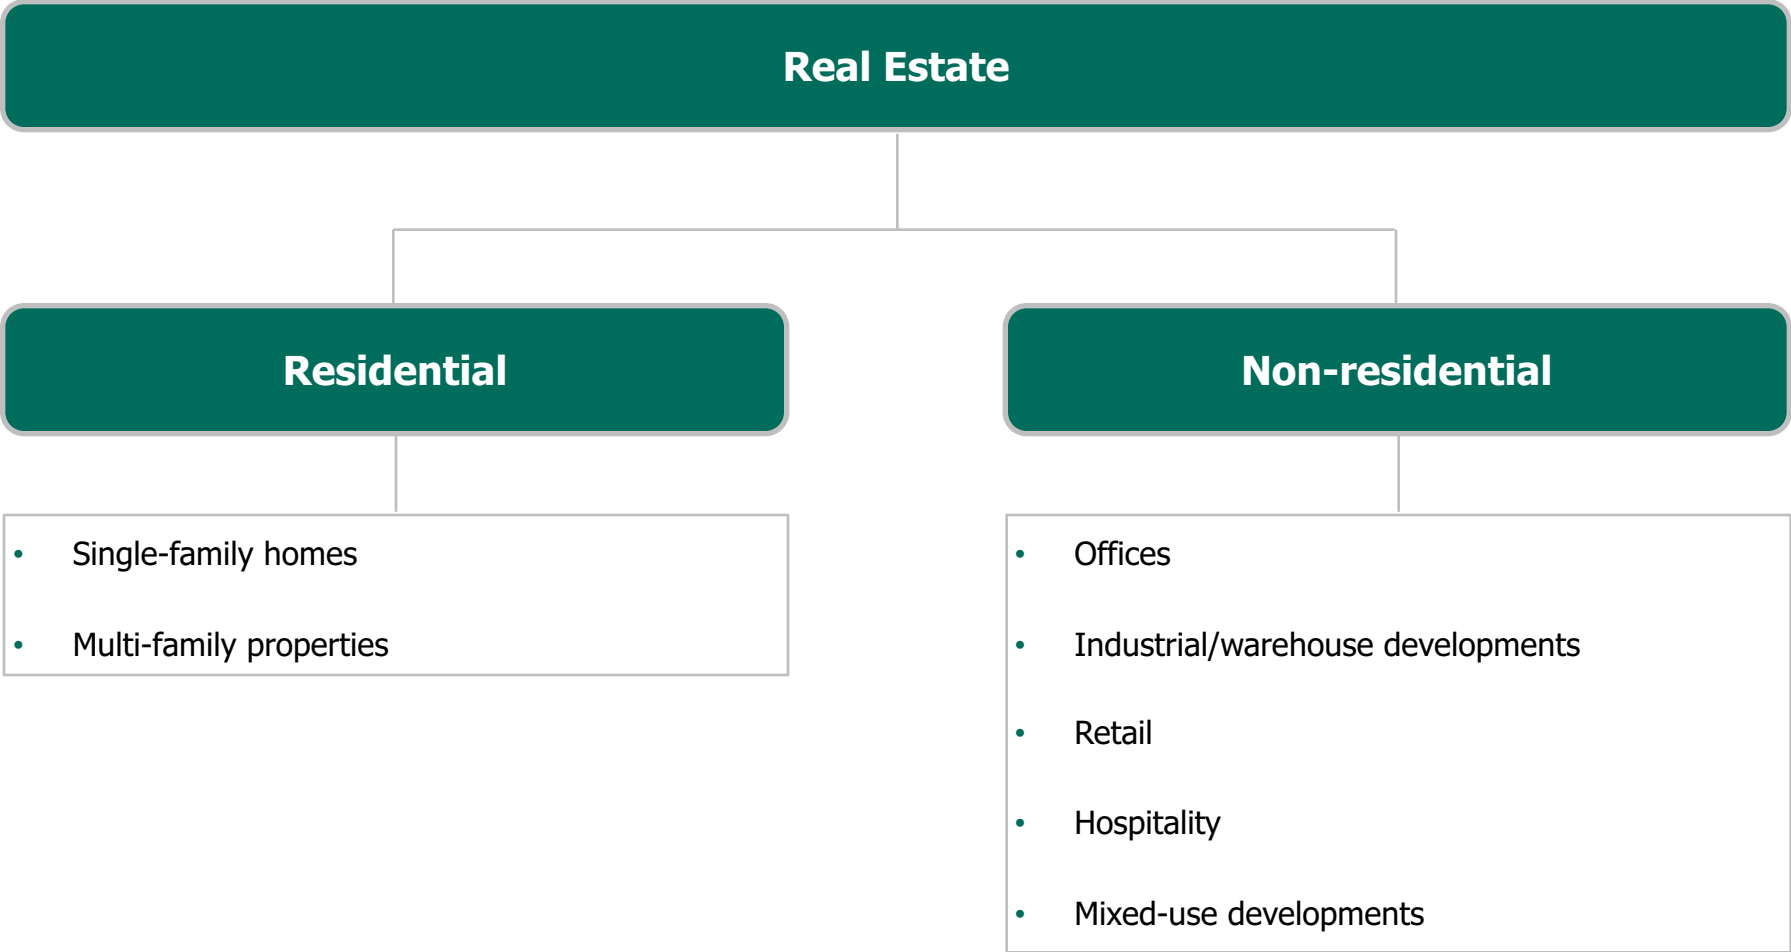 Real Estate
Residential
Non-residential
• Single-family homes
• Multi-family properties
• Offices
• Industrial/warehouse developments
• Retail
• Hospitality
• Mixed-use developments